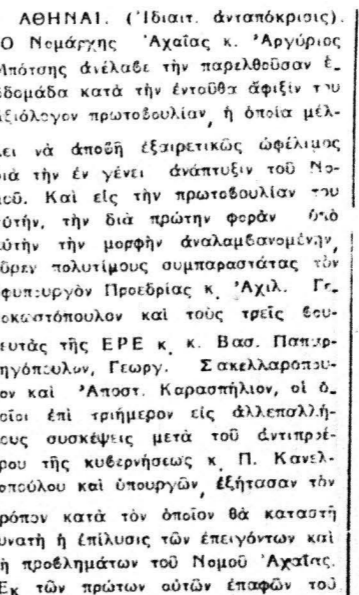 ΑΘΗΝΑΙ. (Ἰδιαιτ. ἀνταπόκρισις).
Ὁ Νομάρχης Ἀχαΐας κ. Ἀργύριος
Μπότσης ἀνέλαβε τὴν παρελθοῦσαν ἑ-
δομάδα κατὰ τὴν ἐντοῦθα ἄφιξίν του
ἀξιόλογον πρωτοβουλίαν, ἡ ὁποία μέλ-
λει νὰ ἀποβῆ ἐξαιρετικῶς ὠφέλιμος
διὰ τὴν ἐν γένει ἀνάπτυξιν τοῦ Νο-
μοῦ. Καὶ εἰς τὴν πρωτοβουλίαν του
αὐτήν, τὴν διὰ πρώτην φορὰν ὑπὸ
αὐτὴν τὴν μορφὴν ἀναλαμβανομένην,
εὗρεν πολυτίμους συμπαραστάτας τὸν
ὑφυπουργὸν Προεδρίας κ. Ἀχιλ. Γε-
ροκωστόπουλον καὶ τοὺς τρεῖς βου-
λευτὰς τῆς ΕΡΕ κ. κ. Βασ. Παπαρ-
ρηγόπουλον, Γεωργ. Σακελλαροπου-
λον καὶ Ἀποστ. Καρασπήλιον, οἱ ὁ-
ποῖοι ἐπὶ τριήμερον εἰς ἀλλεπαλλή-
λους συσκέψεις μετὰ τοῦ ἀντιπροέ-
δρου τῆς κυβερνήσεως κ. Π. Κανελ-
λοπούλου καὶ ὑπουργῶν, ἐξήτασαν τὸν
τρόπον κατὰ τὸν ὁποῖον θὰ καταστῆ
δυνατὴ ἡ ἐπίλυσις τῶν ἐπειγόντων καὶ
μὴ προβλημάτων τοῦ Νομοῦ Ἀχαΐας.
Ἐκ τῶν πρώτων αὐτῶν ἐπαφῶν τοῦ